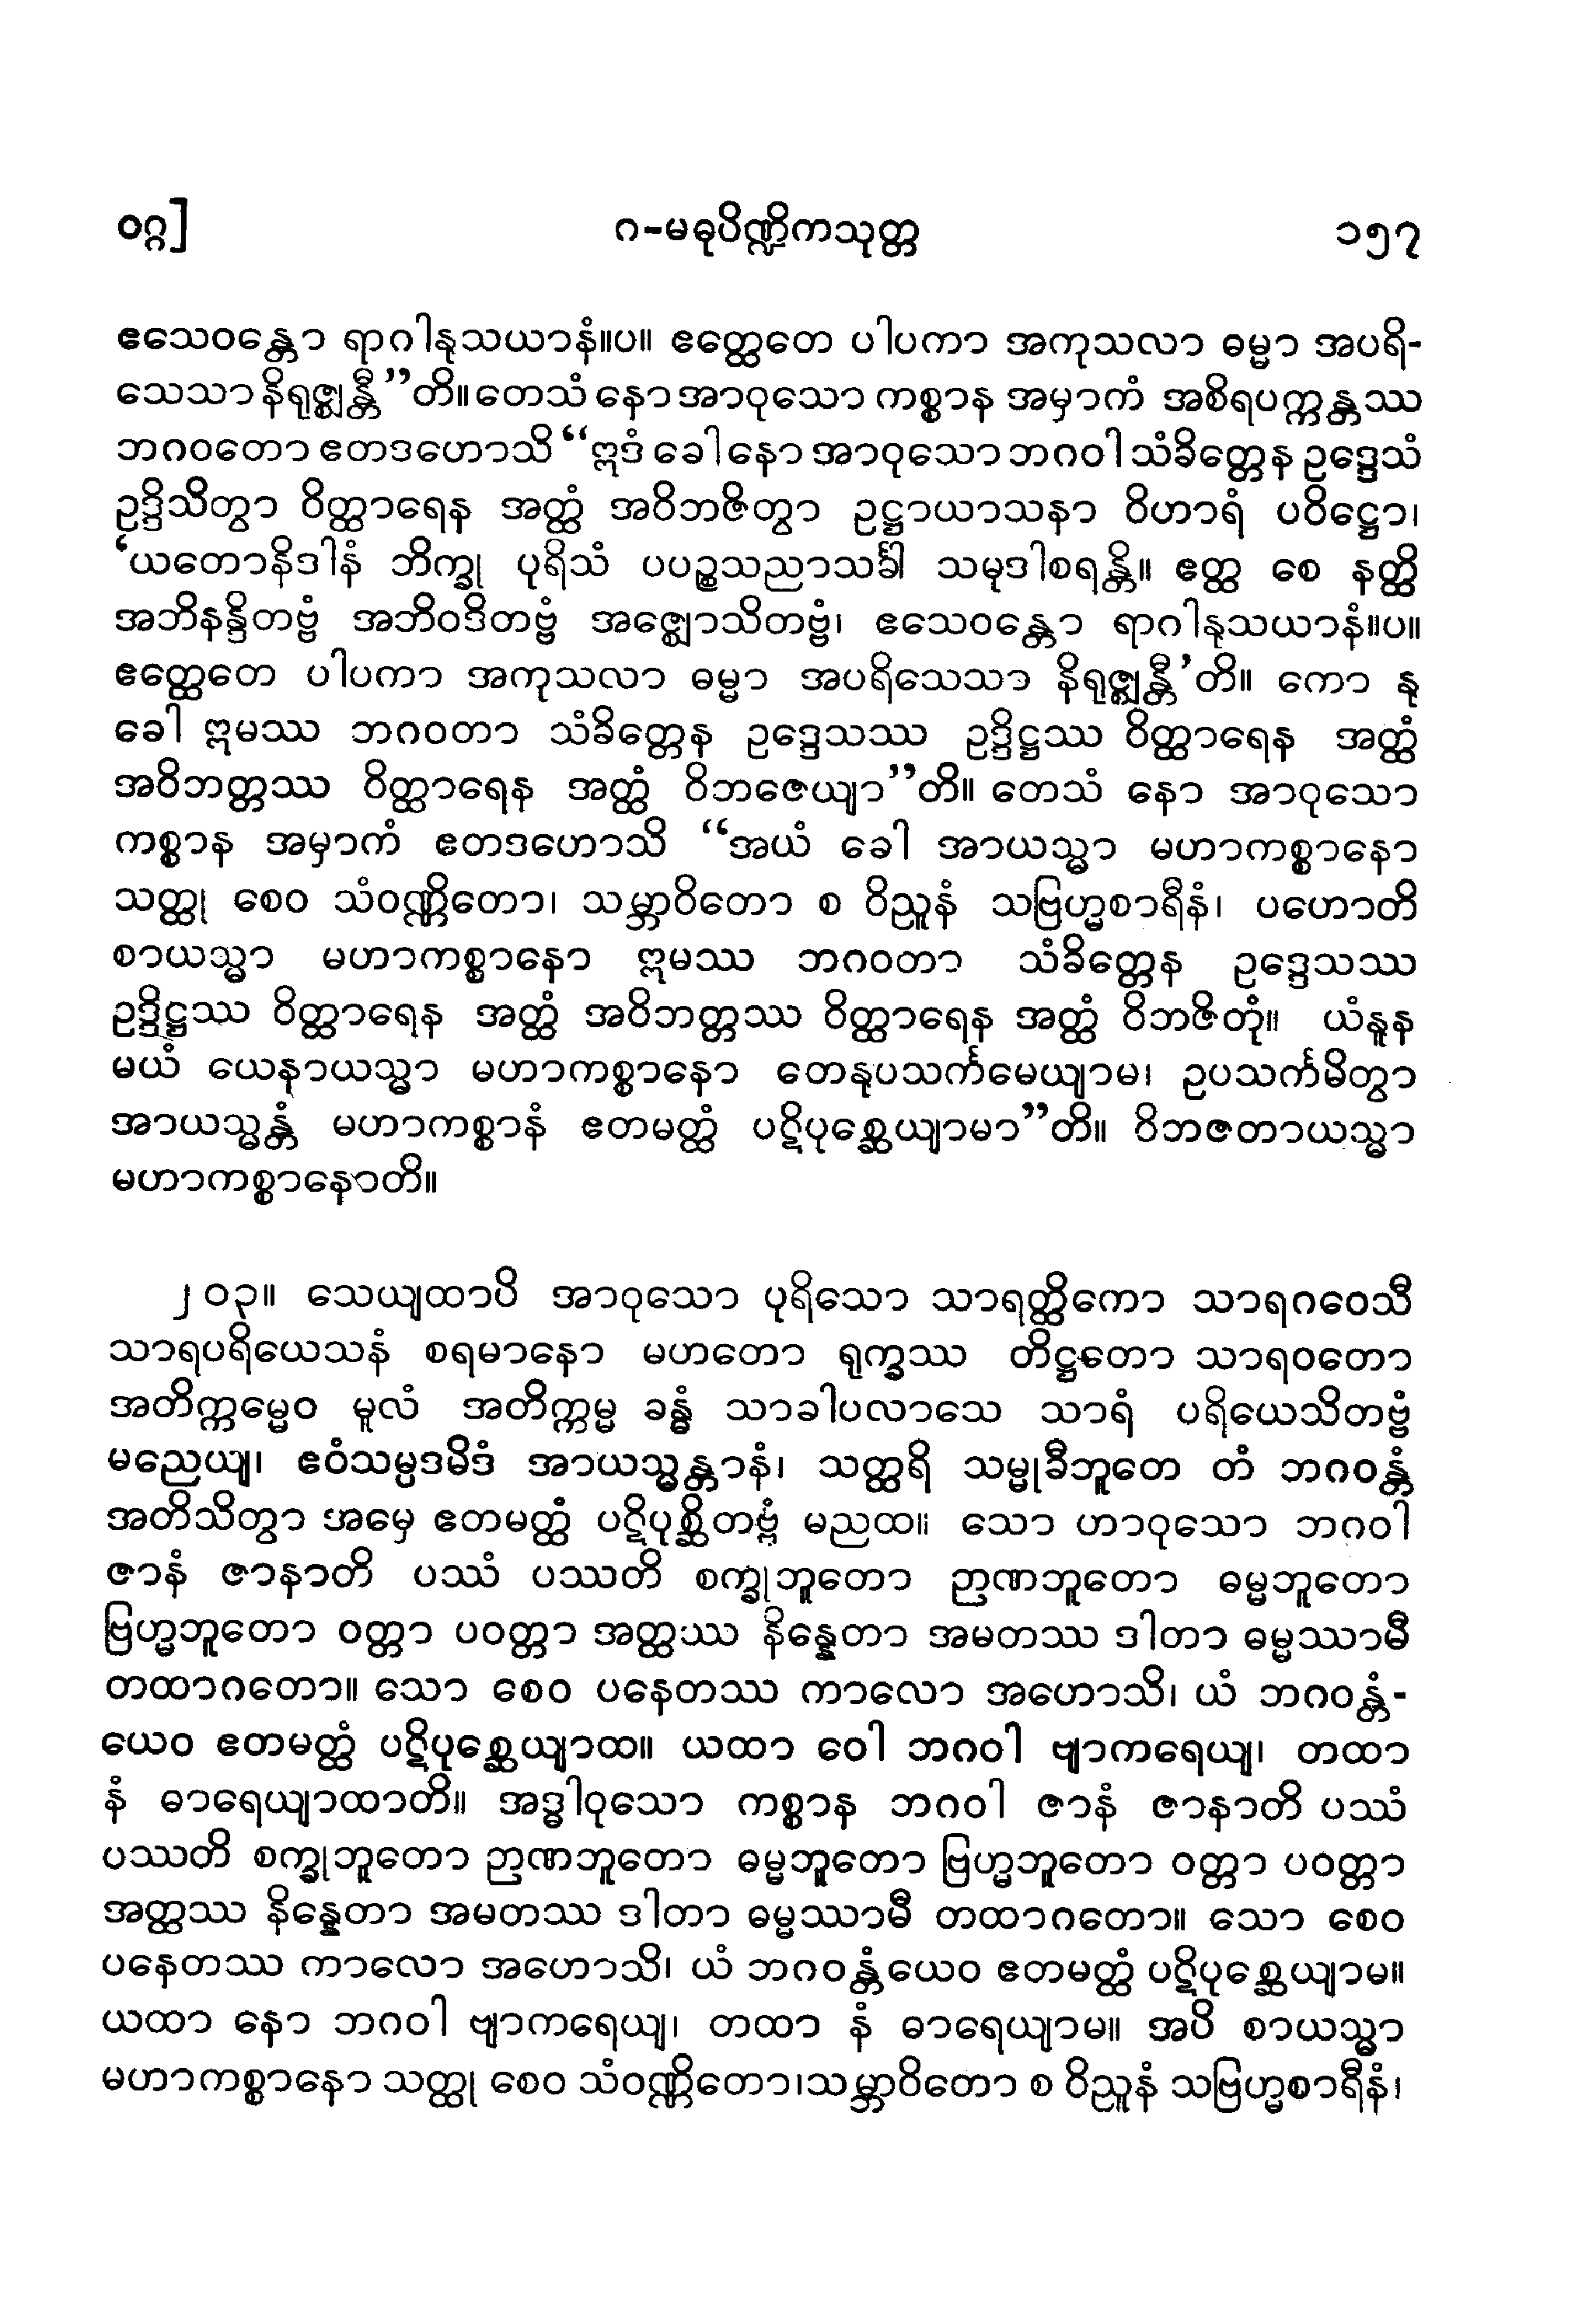 ဝဂ္ဂ]
ဂ-မဓုပိဏ္ဍိကသုတ္တ
၁၅၇
ဧသေဝန္တော ရာဂါနုသယာနံ။ပ။ ဧတ္ထေတေ ပါပကာ အကုသလာ ဓမ္မာ အပရိ-
သေသာ နိရုဇ္ဈန္တီ”တိ။ တေသံ နော အာဝုသော ကစ္စာန အမှာကံ အစိရပက္ကန္တဿ
ဘဂဝတော ဧတဒဟောသိ “ဣဒံ ခေါ နော အာဝုသော ဘဂဝါ သံခိတ္တေန ဥဒ္ဒေသံ
ဥဒ္ဒိသိတွာ ဝိတ္ထာရေန အတ္ထံ အဝိဘဇိတွာ ဥဋ္ဌာယာသနာ ဝိဟာရံ ပဝိဋ္ဌော၊
‘ယတောနိဒါနံ ဘိက္ခု ပုရိသံ ပပဉ္စသညာသင်္ခါ သမုဒါစရန္တိ။ ဧတ္ထ စေ နတ္ထိ
အဘိနန္ဒိတဗ္ဗံ အဘိဝဒိတဗ္ဗံ အဇ္ဈောသိတဗ္ဗံ၊ ဧသေဝန္တော ရာဂါနုသယာနံ။ပ။
ဧတ္ထေတေ ပါပကာ အကုသလာ ဓမ္မာ အပရိသေသာ နိရုဇ္ဈန္တီ’တိ။ ကော နု
ခေါ ဣမဿ ဘဂဝတာ သံခိတ္တေန ဥဒ္ဒေသဿ ဥဒ္ဒိဋ္ဌဿ ဝိတ္ထာရေန အတ္ထံ
အဝိဘတ္တဿ ဝိတ္ထာရေန အတ္ထံ ဝိဘဇေယျာ”တိ။ တေသံ နော အာဝုသော
ကစ္စာန အမှာကံ ဧတဒဟောသိ “အယံ ခေါ အာယသ္မာ မဟာကစ္စာနော
သတ္ထု စေဝ သံဝဏ္ဏိတော၊ သမ္ဘာဝိတော စ ဝိညူနံ သဗြဟ္မစာရီနံ၊ ပဟောတိ
စာယသ္မာ မဟာကစ္စာနော ဣမဿ ဘဂဝတာ သံခိတ္တေန ဥဒ္ဒေသဿ
ဥဒ္ဒိဋ္ဌဿ ဝိတ္ထာရေန အတ္ထံ အဝိဘတ္တဿ ဝိတ္ထာရေန အတ္ထံ ဝိဘဇိတုံ။ ယံနူန
မယံ ယေနာယသ္မာ မဟာကစ္စာနော တေနုပသင်္ကမေယျာမ၊ ဥပသင်္ကမိတွာ
အာယသ္မန္တံ မဟာကစ္စာနံ ဧတမတ္ထံ ပဋိပုစ္ဆေယျာမာ”တိ။ ဝိဘဇတာယသ္မာ
မဟာကစ္စာနောတိ။
၂၀၃။ သေယျထာပိ အာဝုသော ပုရိသော သာရတ္ထိကော သာရဂဝေသီ
သာရပရိယေသနံ စရမာနော မဟတော ရုက္ခဿ တိဋ္ဌတော သာရဝတော
အတိက္ကမ္မေဝ မူလံ အတိက္ကမ္မ ခန္ဓံ သာခါပလာသေ သာရံ ပရိယေသိတဗ္ဗံ
မညေယျ၊ ဧဝံသမ္ပဒမိဒံ အာယသ္မန္တာနံ၊ သတ္ထရိ သမ္မုခီဘူတေ တံ ဘဂဝန္တံ
အတိသိတွာ အမှေ ဧတမတ္ထံ ပဋိပုစ္ဆိတဗ္ဗံ မညထ။ သော ဟာဝုသော ဘဂဝါ
ဇာနံ ဇာနာတိ ပဿံ ပဿတိ စက္ခုဘူတော ဉာဏဘူတော ဓမ္မဘူတော
ဗြဟ္မဘူတော ဝတ္တာ ပဝတ္တာ အတ္ထဿ နိန္နေတာ အမတဿ ဒါတာ ဓမ္မဿာမီ
တထာဂတော။ သော စေဝ ပနေတဿ ကာလော အဟောသိ၊ ယံ ဘဂဝန္တံ-
ယေဝ ဧတမတ္ထံ ပဋိပုစ္ဆေယျာထ။ ယထာ ဝေါ ဘဂဝါ ဗျာကရေယျ၊ တထာ
နံ ဓာရေယျာထာတိ။ အဒ္ဓါဝုသော ကစ္စာန ဘဂဝါ ဇာနံ ဇာနာတိ ပဿံ
ပဿတိ စက္ခုဘူတော ဉာဏဘူတော ဓမ္မဘူတော ဗြဟ္မဘူတော ဝတ္တာ ပဝတ္တာ
အတ္ထဿ နိန္နေတာ အမတဿ ဒါတာ ဓမ္မဿာမီ တထာဂတော။ သော စေဝ
ပနေတဿ ကာလော အဟောသိ၊ ယံ ဘဂဝန္တံယေဝ ဧတမတ္ထံ ပဋိပုစ္ဆေယျာမ။
ယထာ နော ဘဂဝါ ဗျာကရေယျ၊ တထာ နံ ဓာရေယျာမ။ အပိ စာယသ္မာ
မဟာကစ္စာနော သတ္ထု စေဝ သံဝဏ္ဏိတော၊သမ္ဘာဝိတော စ ဝိညူနံ သဗြဟ္မစာရီနံ၊